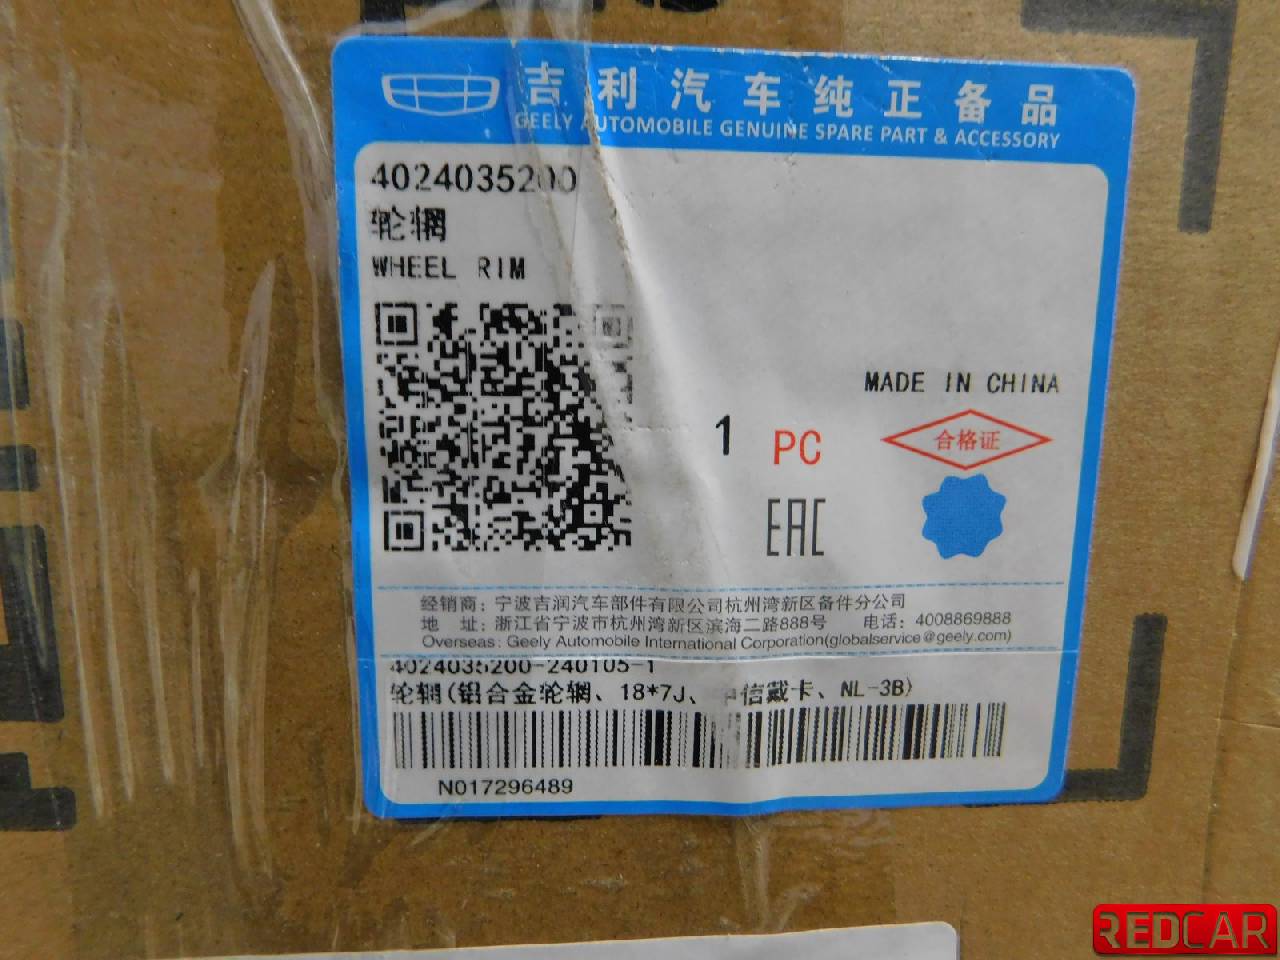 吉利汽车纯正备品
GEELY AUTOMOBILE GENUINE SPARE PART & ACCESSORY
4024035200
轮辋
WHEEL RIM
MADE IN CHINA
1 PC
合格证
EAC
经销商：宁波吉润汽车部件有限公司杭州湾新区备件分公司
地 址：浙江省宁波市杭州湾新区滨海二路888号 电话：4008869888
Overseas: Geely Automobile International Corporation(globalservice@geely.com)
4024035200-240105-1
轮辋(铝合金轮辋、18*7J、 信戴卡、NL-3B)
N017296489
REDCAR